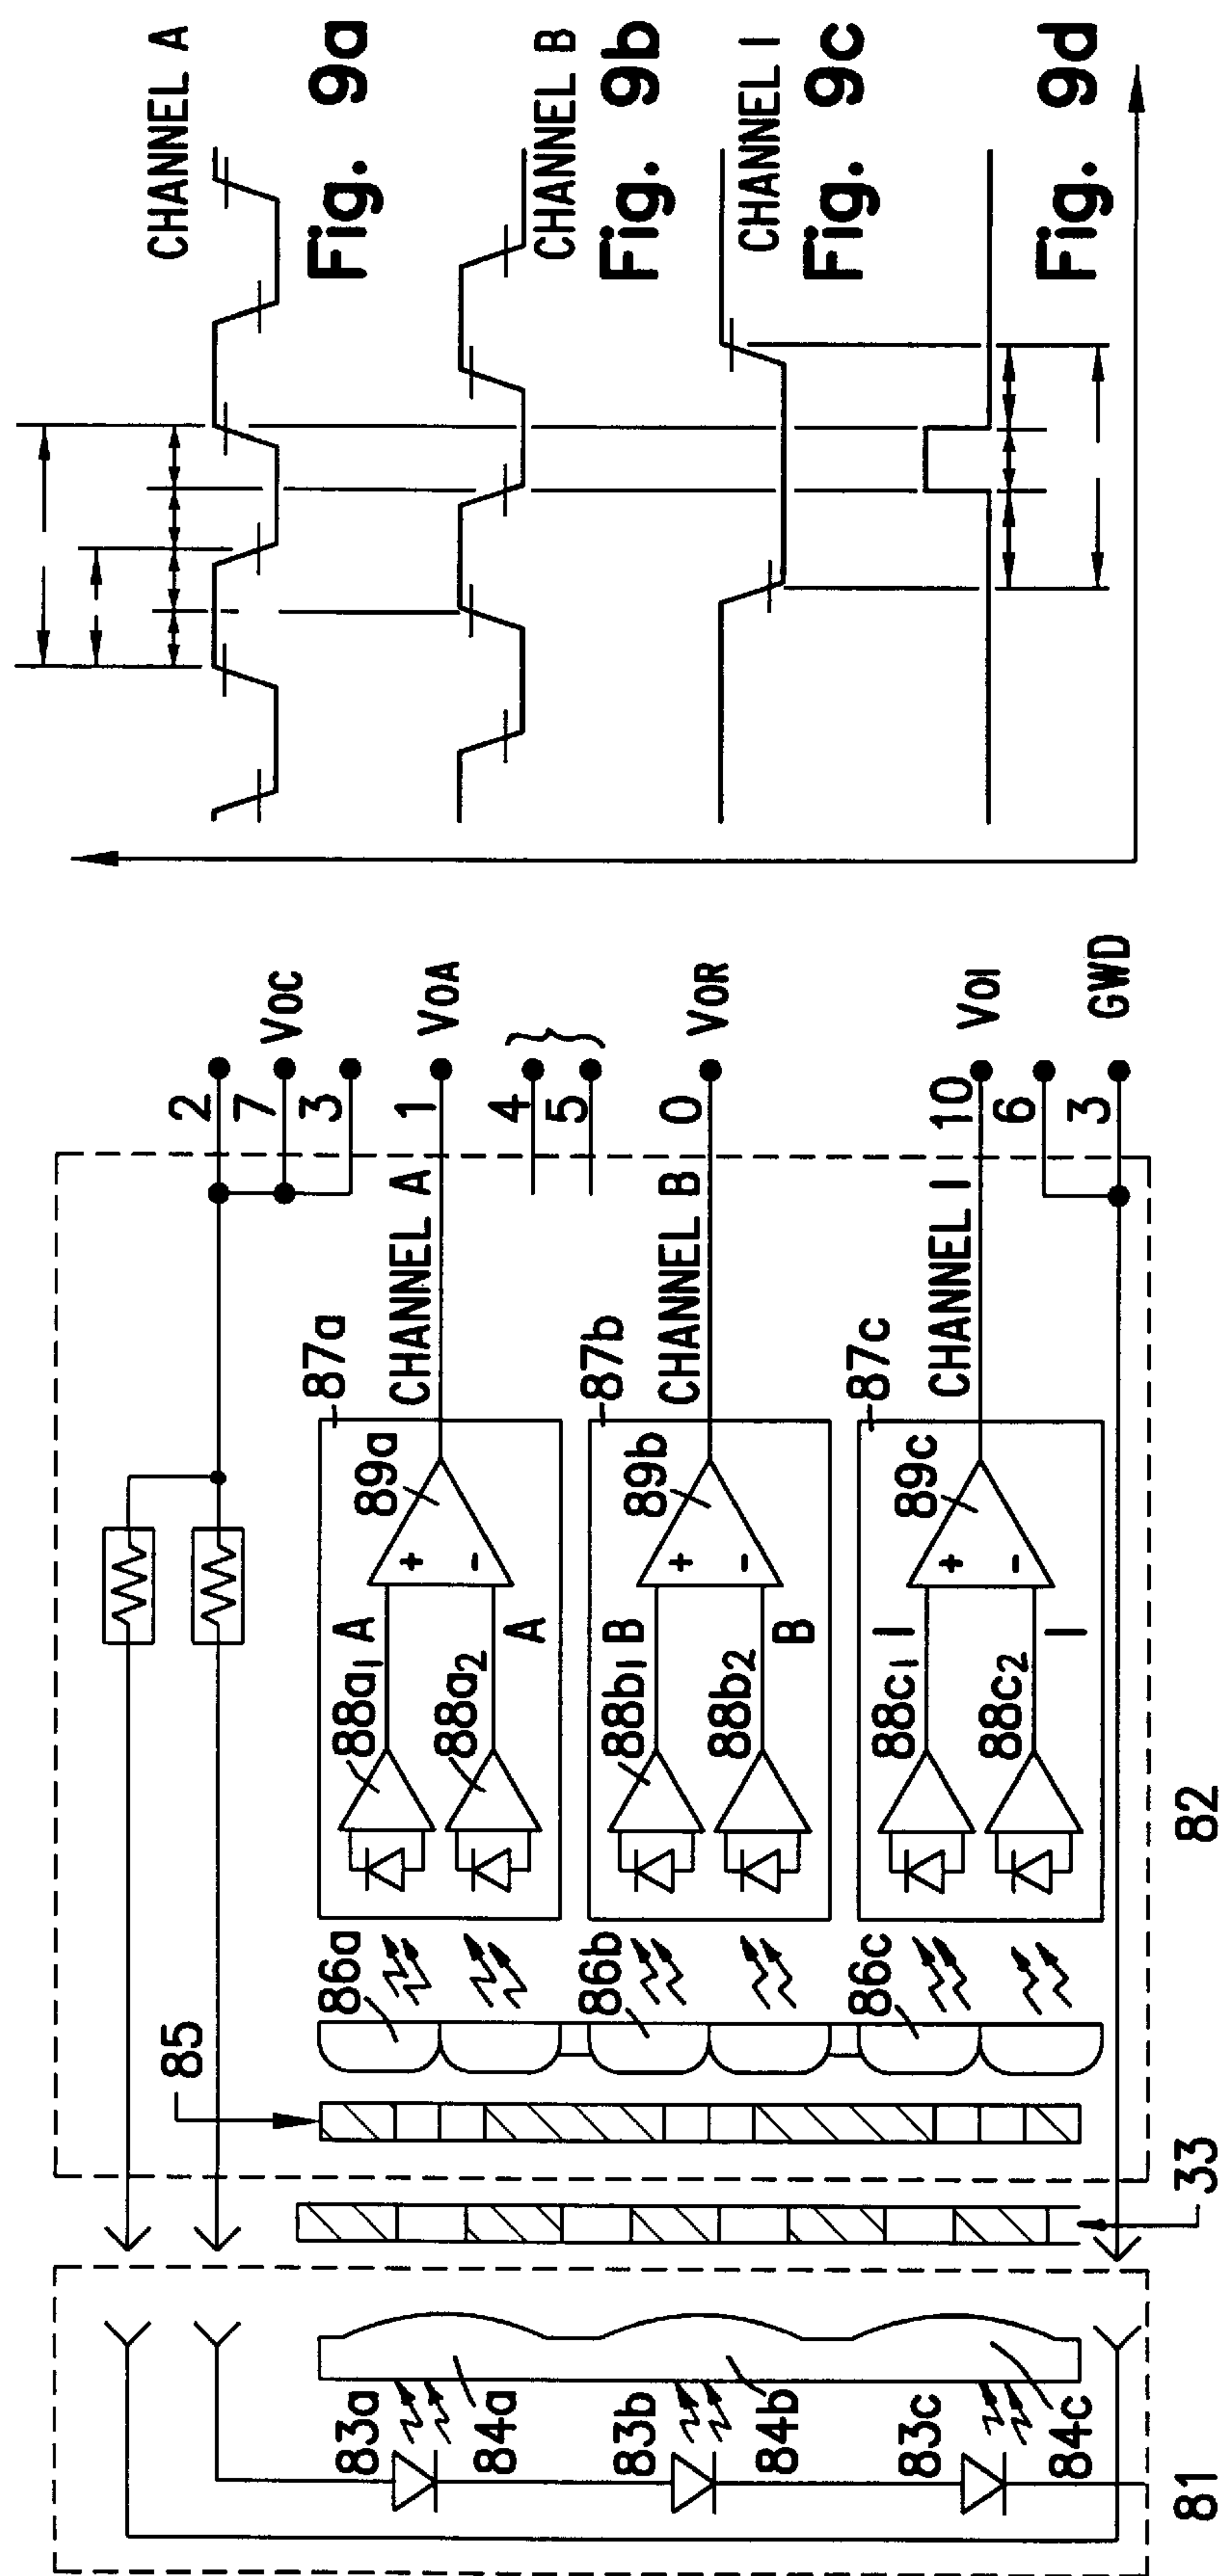 85
86a
86b
86c
87a
87b
87c
88a1 A
88a2
A
89a
+
-
CHANNEL A
88b1 B
88b2
B
89b
+
-
CHANNEL B
88c1 I
88c2
I
89c
+
-
CHANNEL I
2
7
3
VOC
1
VOA
4
5
}
0
VOR
10
VOI
6
3
GWD
83a
84a
83b
84b
83c
84c
81
33
82
CHANNEL A
Fig. 9a
CHANNEL B
Fig. 9b
CHANNEL I
Fig. 9c
Fig. 9d